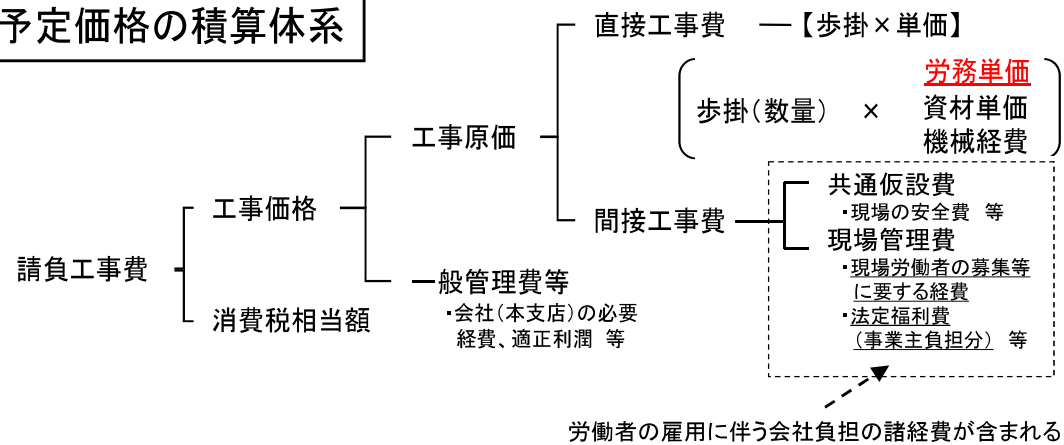 予定価格の積算体系
直接工事費
【歩掛×単価】
歩掛(数量) ×
労務単価
資材単価
機械経費
工事原価
共通仮設費
・現場の安全費 等
工事価格
間接工事費
現場管理費
・現場労働者の募集等
に要する経費
・法定福利費
(事業主負担分) 等
請負工事費
一般管理費等
・会社(本支店)の必要
経費、適正利潤 等
消費税相当額
労働者の雇用に伴う会社負担の諸経費が含まれる